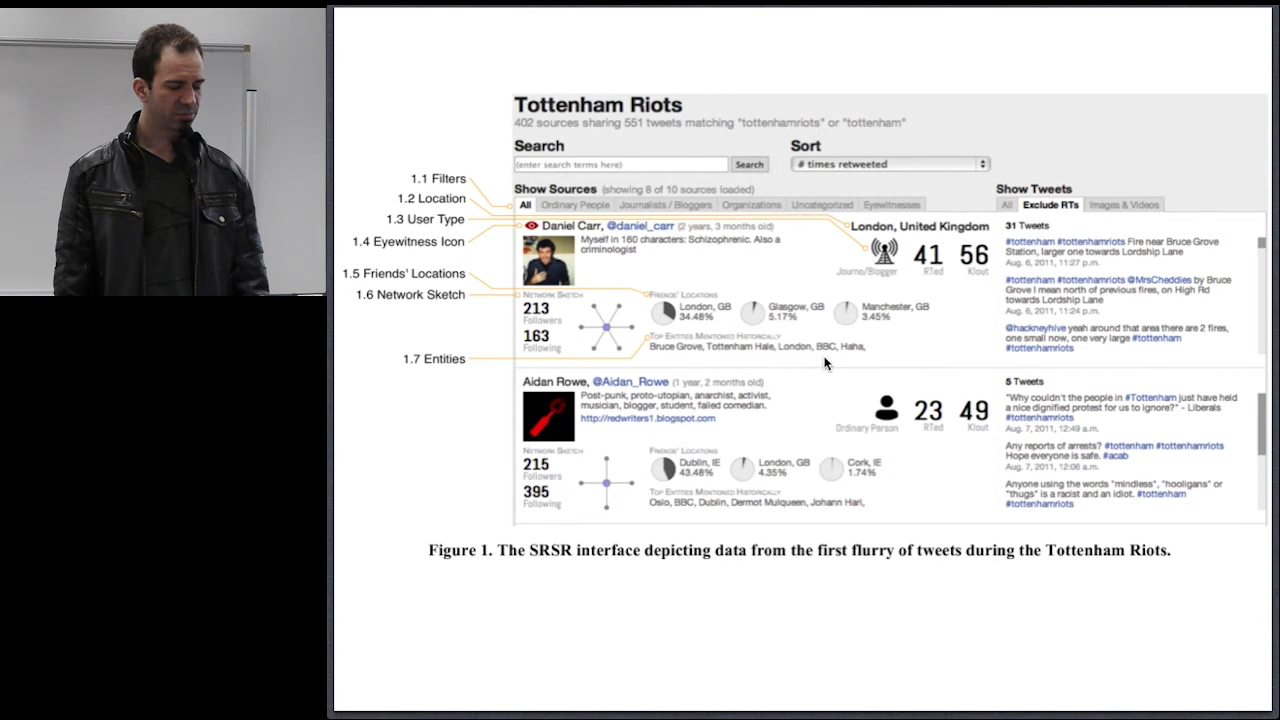 Tottenham Riots
402 sources sharing 551 tweets matching "tottenhamriots" or "tottenham"
Search
Sort
(enter search terms here)
Search
# times retweeted
Show Sources (showing 8 of 10 sources loaded)
Show Tweets
All
Ordinary People
Journalists / Bloggers
Organizations
Uncategorized
Eyewitnesses
All
Exclude RTs
Images & Videos
1.1 Filters
1.2 Location
1.3 User Type
1.4 Eyewitness Icon
1.5 Friends' Locations
1.6 Network Sketch
1.7 Entities
Daniel Carr, @daniel_carr (2 years, 3 months old)
Myself in 160 characters: Schizophrenic. Also a
criminologist
London, United Kingdom
Journo/Blogger
41
RTed
56
Klout
Network Sketch
213
Followers
163
Following
Friends' Locations
London, GB
34.48%
Glasgow, GB
5.17%
Manchester, GB
3.45%
Top Entities Mentioned Historically
Bruce Grove, Tottenham Hale, London, BBC, Haha,
31 Tweets
#tottenham #tottenhamriots Fire near Bruce Grove
Station, larger one towards Lordship Lane
Aug. 6, 2011, 11:27 p.m.
#tottenham #tottenhamriots @MrsCheddies by Bruce
Grove I mean north of previous fires, on High Rd
towards Lordship Lane
Aug. 6, 2011, 11:24 p.m.
@hackneyhive yeah around that area there are 2 fires,
one small now, one very large #tottenham
#tottenhamriots
Aidan Rowe, @Aidan_Rowe (1 year, 2 months old)
Post-punk, proto-utopian, anarchist, activist,
musician, blogger, student, failed comedian.
http://redwriters1.blogspot.com
Ordinary Person
23
RTed
49
Klout
Network Sketch
215
Followers
395
Following
Friends' Locations
Dublin, IE
43.48%
London, GB
4.35%
Cork, IE
1.74%
Top Entities Mentioned Historically
Oslo, BBC, Dublin, Dermot Mulqueen, Johann Hari,
5 Tweets
"Why couldn't the people in #Tottenham just have held
a nice dignified protest for us to ignore?" - Liberals
#tottenhamriots
Aug. 7, 2011, 12:49 a.m.
Any reports of arrests? #tottenham #tottenhamriots
Hope everyone is safe. #acab
Aug. 7, 2011, 12:06 a.m.
Anyone using the words "mindless", "hooligans" or
"thugs" is a racist and an idiot. #tottenham
#tottenhamriots
Figure 1. The SRSR interface depicting data from the first flurry of tweets during the Tottenham Riots.